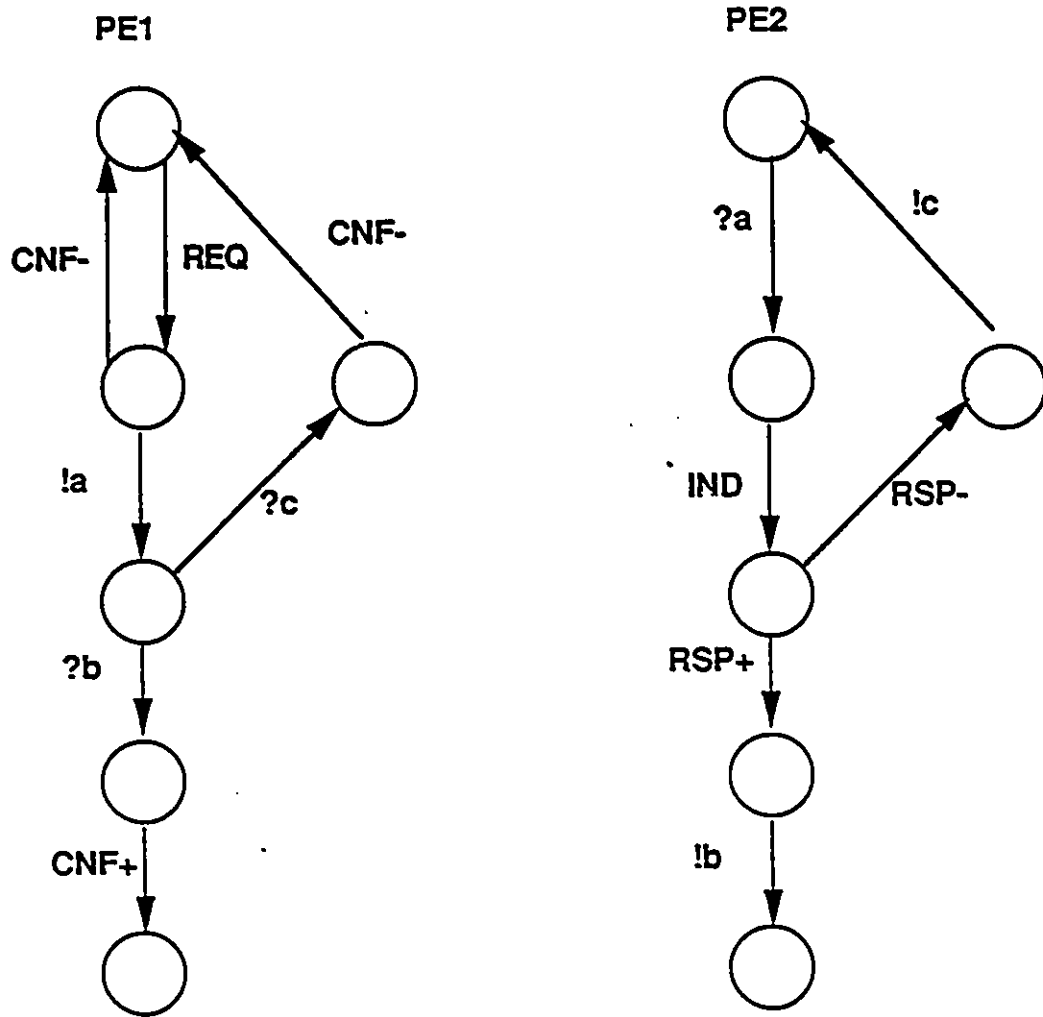 PE1
CNF-
REQ
CNF-
!a
?c
?b
CNF+
PE2
?a
!c
IND
RSP-
RSP+
!b